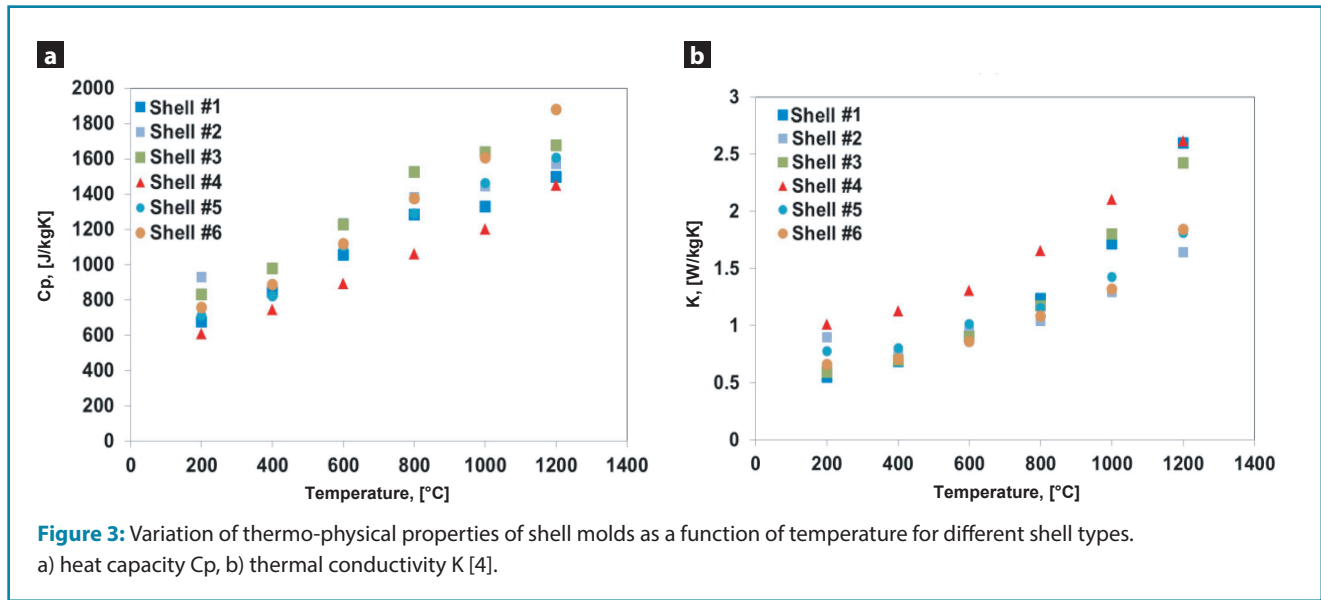 a
2000
1800
1600
1400
1200
1000
800
600
400
200
0
Cp, [J/kgK]
Shell #1
Shell #2
Shell #3
Shell #4
Shell #5
Shell #6
0 200 400 600 800 1000 1200 1400
Temperature, [°C]
b
3
2.5
2
1.5
1
0.5
0
K, [W/kgK]
Shell #1
Shell #2
Shell #3
Shell #4
Shell #5
Shell #6
0 200 400 600 800 1000 1200 1400
Temperature, [°C]
Figure 3: Variation of thermo-physical properties of shell molds as a function of temperature for different shell types.
a) heat capacity Cp, b) thermal conductivity K [4].